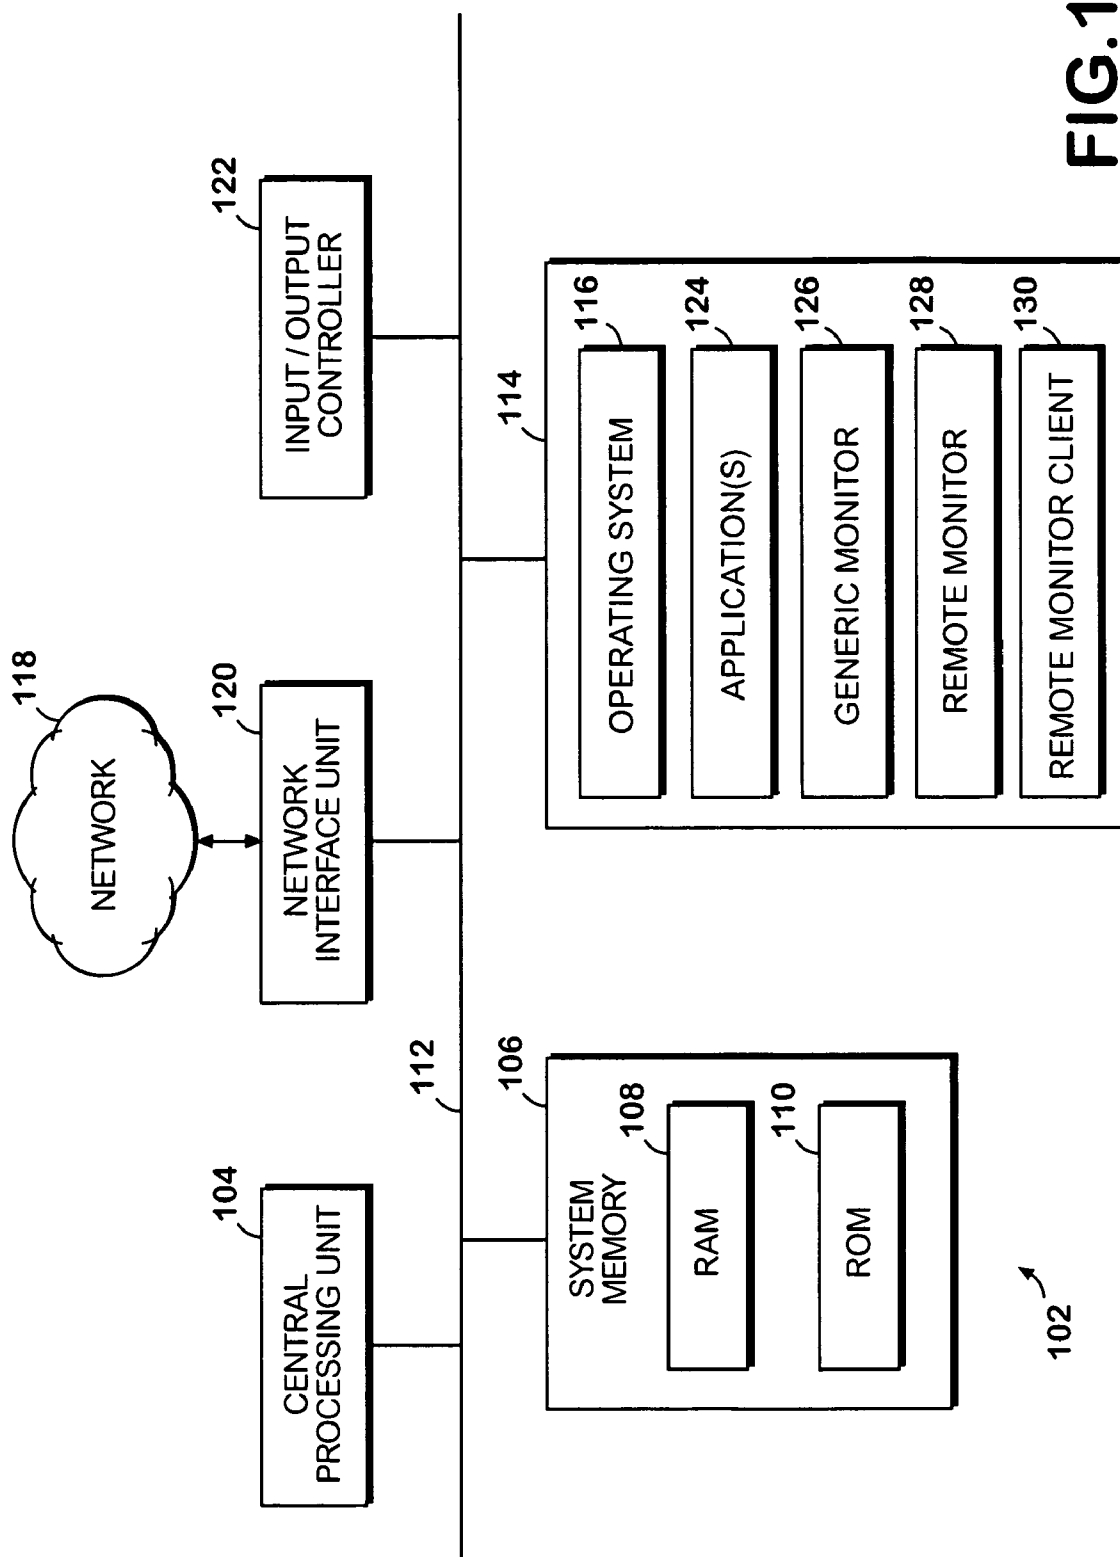 118
NETWORK
104
CENTRAL
PROCESSING UNIT
120
NETWORK
INTERFACE UNIT
122
INPUT / OUTPUT
CONTROLLER
112
106
SYSTEM
MEMORY
108
RAM
110
ROM
114
116
OPERATING SYSTEM
124
APPLICATION(S)
126
GENERIC MONITOR
128
REMOTE MONITOR
130
REMOTE MONITOR CLIENT
102
FIG.1